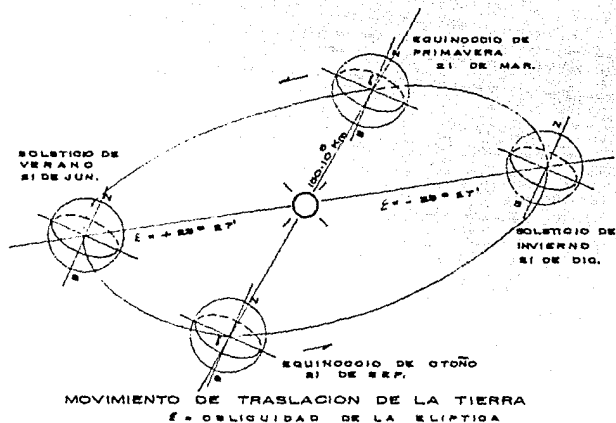 EQUINOCCIO DE
PRIMAVERA
21 DE MAR.
SOLSTICIO DE
VERANO
21 DE JUN.
N
N
N
N
S
S
S
S
Km
SOLSTICIO DE
INVIERNO
21 DE DIC.
EQUINOCCIO DE OTOÑO
21 DE SEP.
MOVIMIENTO DE TRASLACION DE LA TIERRA
ε = OBLICUIDAD DE LA ELIPTICA